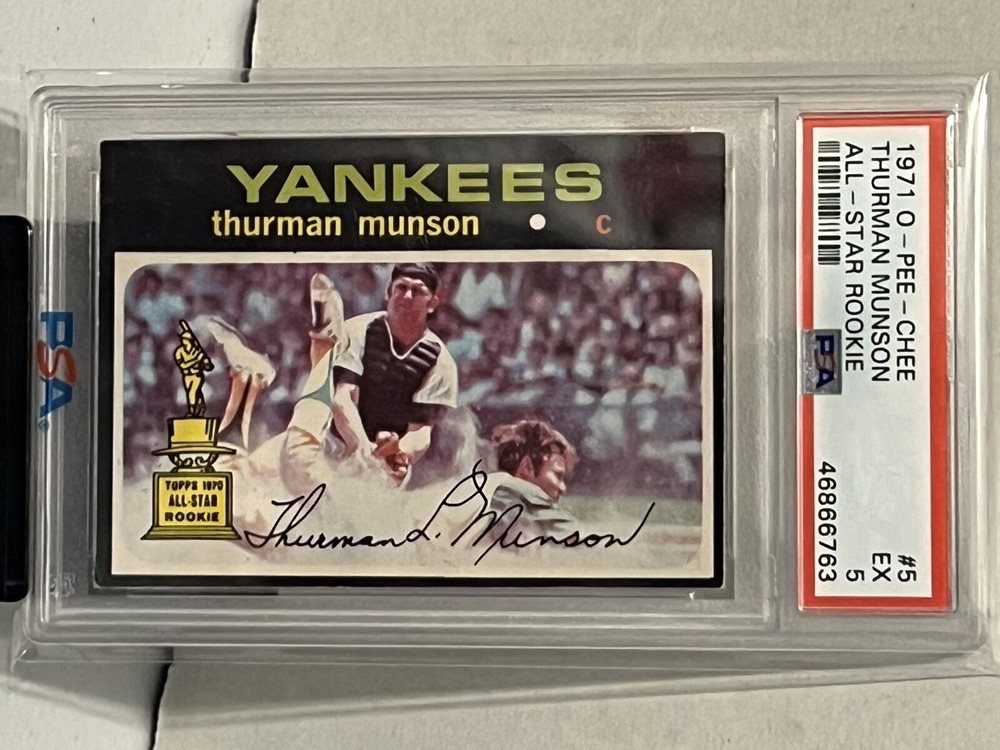 YANKEES
thurman munson • c
TOPPS 1970
ALL-STAR
ROOKIE
Thurman L. Munson
PSA
1971 O-PEE-CHEE #5
THURMAN MUNSON EX
ALL-STAR ROOKIE 5
PSA 46866763